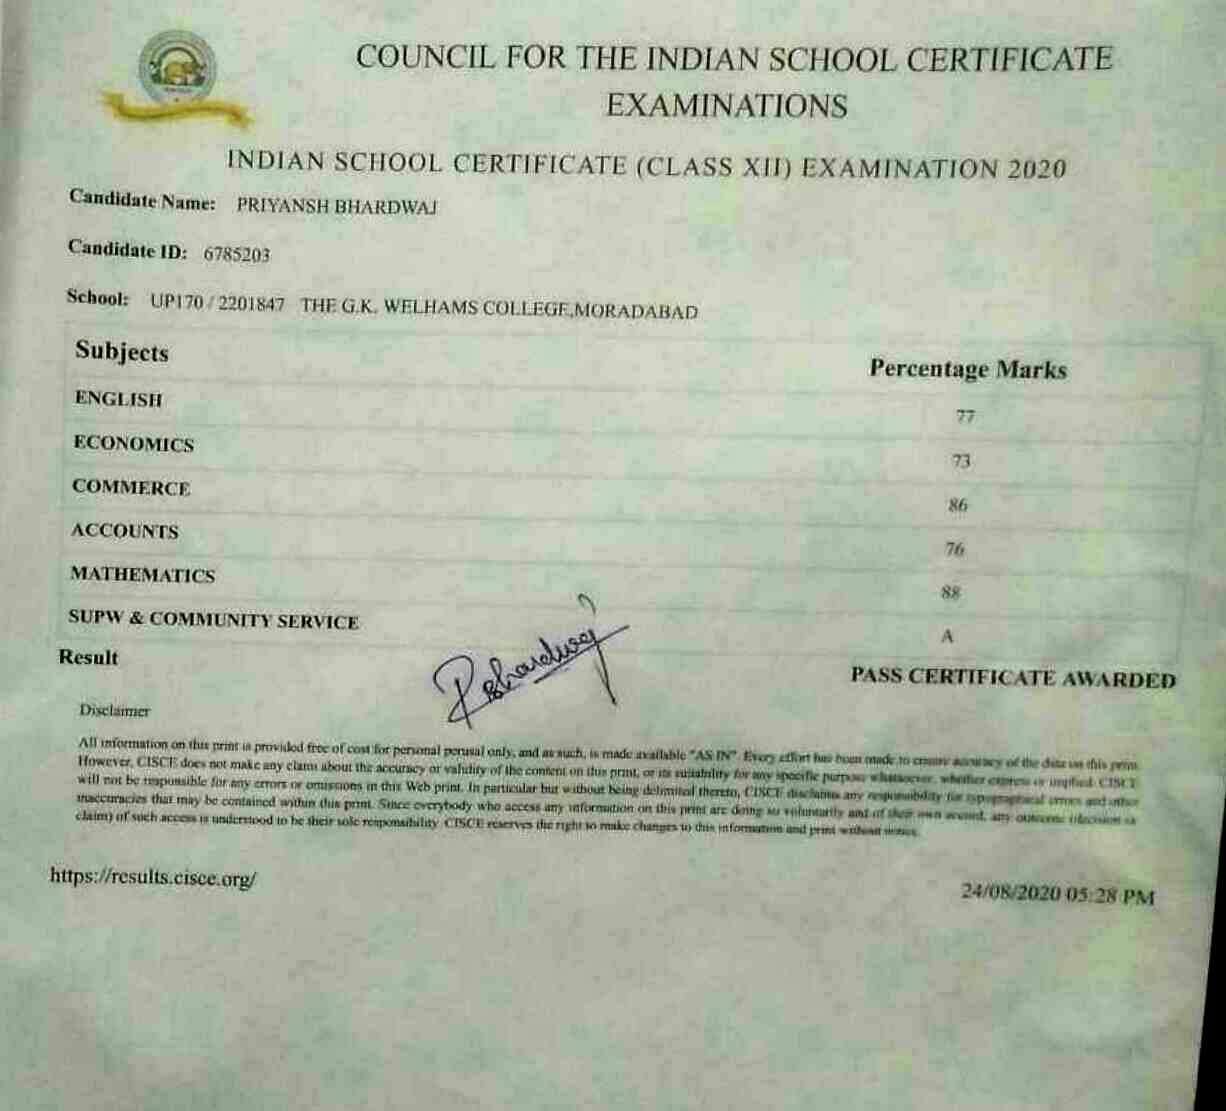 COUNCIL FOR THE INDIAN SCHOOL CERTIFICATE
EXAMINATIONS
INDIAN SCHOOL CERTIFICATE (CLASS XII) EXAMINATION 2020
Candidate Name: PRIYANSH BHARDWAJ
Candidate ID: 6785203
School: UP170 / 2201847 THE G.K. WELHAMS COLLEGE,MORADABAD
Subjects Percentage Marks
ENGLISH 77
ECONOMICS 73
COMMERCE 86
ACCOUNTS 76
MATHEMATICS 88
SUPW & COMMUNITY SERVICE A
Result PASS CERTIFICATE AWARDED
Pbhardwaj
Disclaimer
All information on this print is provided free of cost for personal perusal only, and as such, is made available "AS IN". Every effort has been made to ensure accuracy of the data on this print.
However, CISCE does not make any claim about the accuracy or validity of the content on this print, or its suitability for any specific purpose whatsoever, whether express or implied. CISCE
will not be responsible for any errors or omissions in this Web print. In particular but without being delimited thereto, CISCE disclaims any responsibility for typographical errors and other
inaccuracies that may be contained within this print. Since everybody who access any information on this print are doing so voluntarily and of their own accord, any outcome (decision or
claim) of such access is understood to be their sole responsibility. CISCE reserves the right to make changes to this information and print without notice.
https://results.cisce.org/ 24/08/2020 05:28 PM